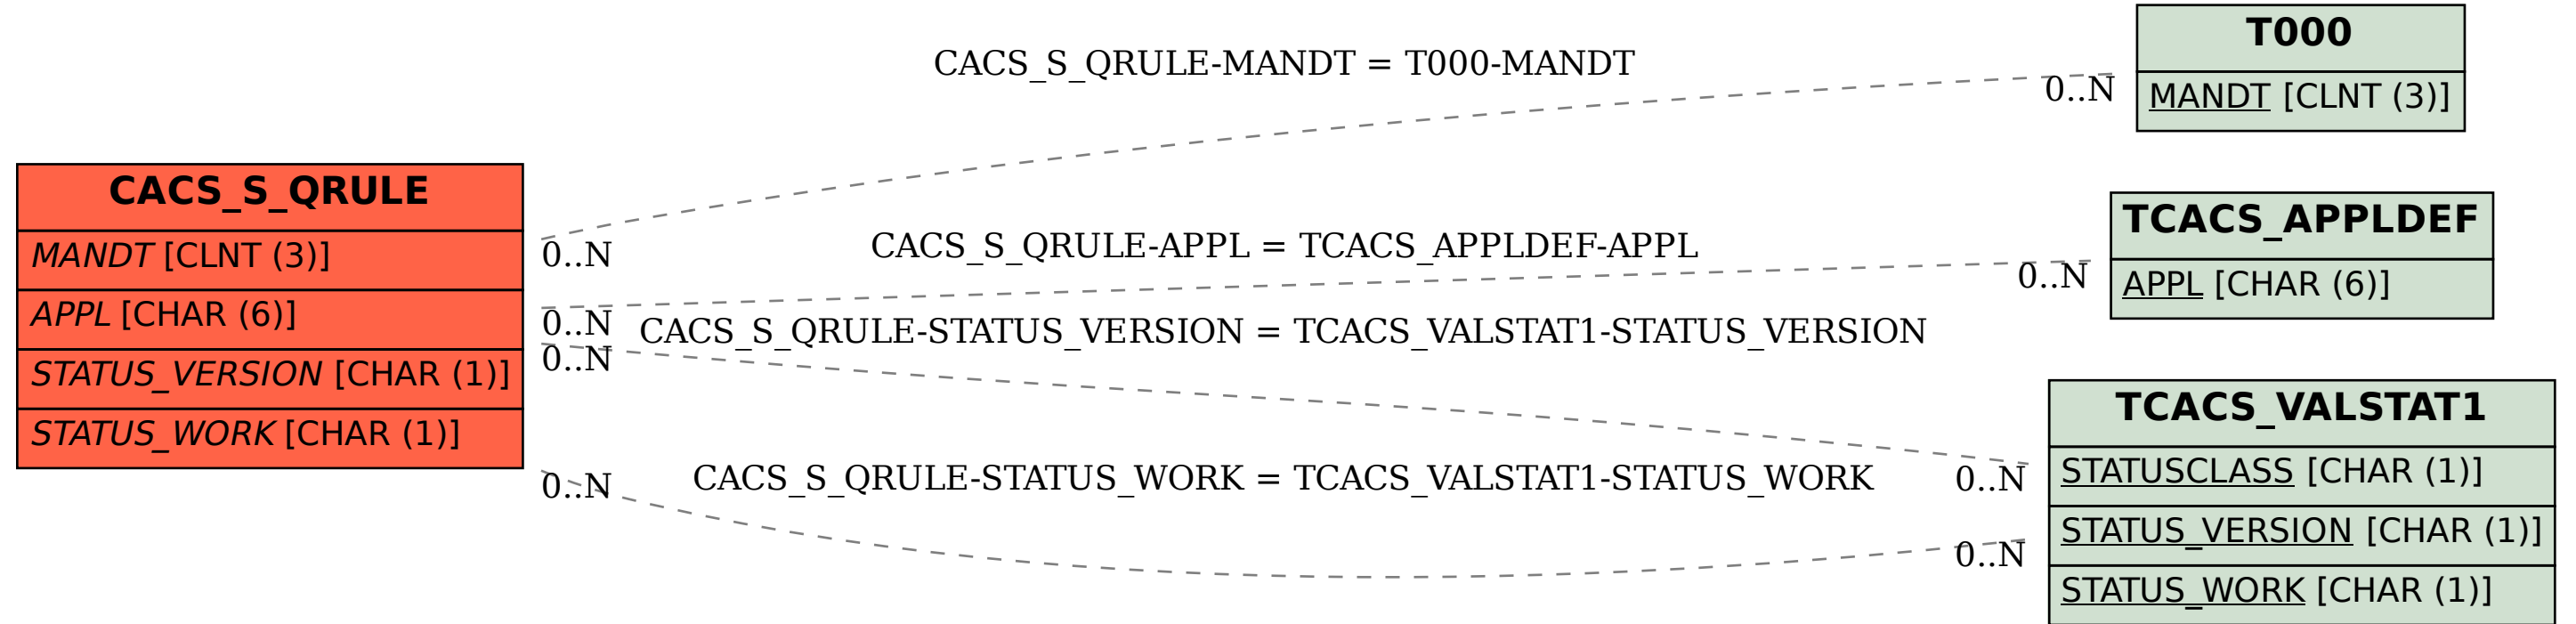 CACS_S_QRULE
MANDT [CLNT (3)]
APPL [CHAR (6)]
STATUS_VERSION [CHAR (1)]
STATUS_WORK [CHAR (1)]
CACS_S_QRULE-MANDT = T000-MANDT
0..N
0..N
CACS_S_QRULE-APPL = TCACS_APPLDEF-APPL
0..N
0..N
CACS_S_QRULE-STATUS_VERSION = TCACS_VALSTAT1-STATUS_VERSION
0..N
0..N
CACS_S_QRULE-STATUS_WORK = TCACS_VALSTAT1-STATUS_WORK
0..N
0..N
T000
MANDT [CLNT (3)]
TCACS_APPLDEF
APPL [CHAR (6)]
TCACS_VALSTAT1
STATUSCLASS [CHAR (1)]
STATUS_VERSION [CHAR (1)]
STATUS_WORK [CHAR (1)]